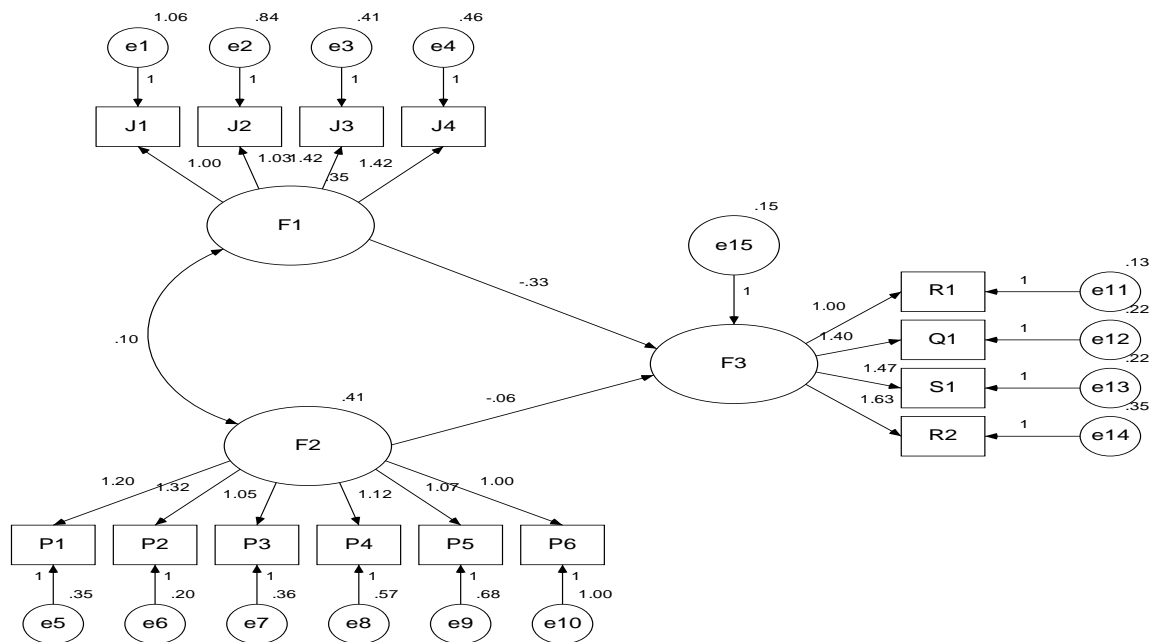 1.06 .84 .41 .46
e1 e2 e3 e4
1 1 1 1
J1 J2 J3 J4
1.00 1.03 1.42 1.42
.35
F1
.15
e15
1
-.33
.13
R1 1 e11
1.00
.22
Q1 1 e12
1.40
.10
F3
.22
S1 1 e13
1.47
.41
-.06
1.63
.35
R2 1 e14
F2
1.20 1.32 1.05 1.12 1.07 1.00
P1 P2 P3 P4 P5 P6
1 1 1 1 1 1
.35 .20 .36 .57 .68 1.00
e5 e6 e7 e8 e9 e10